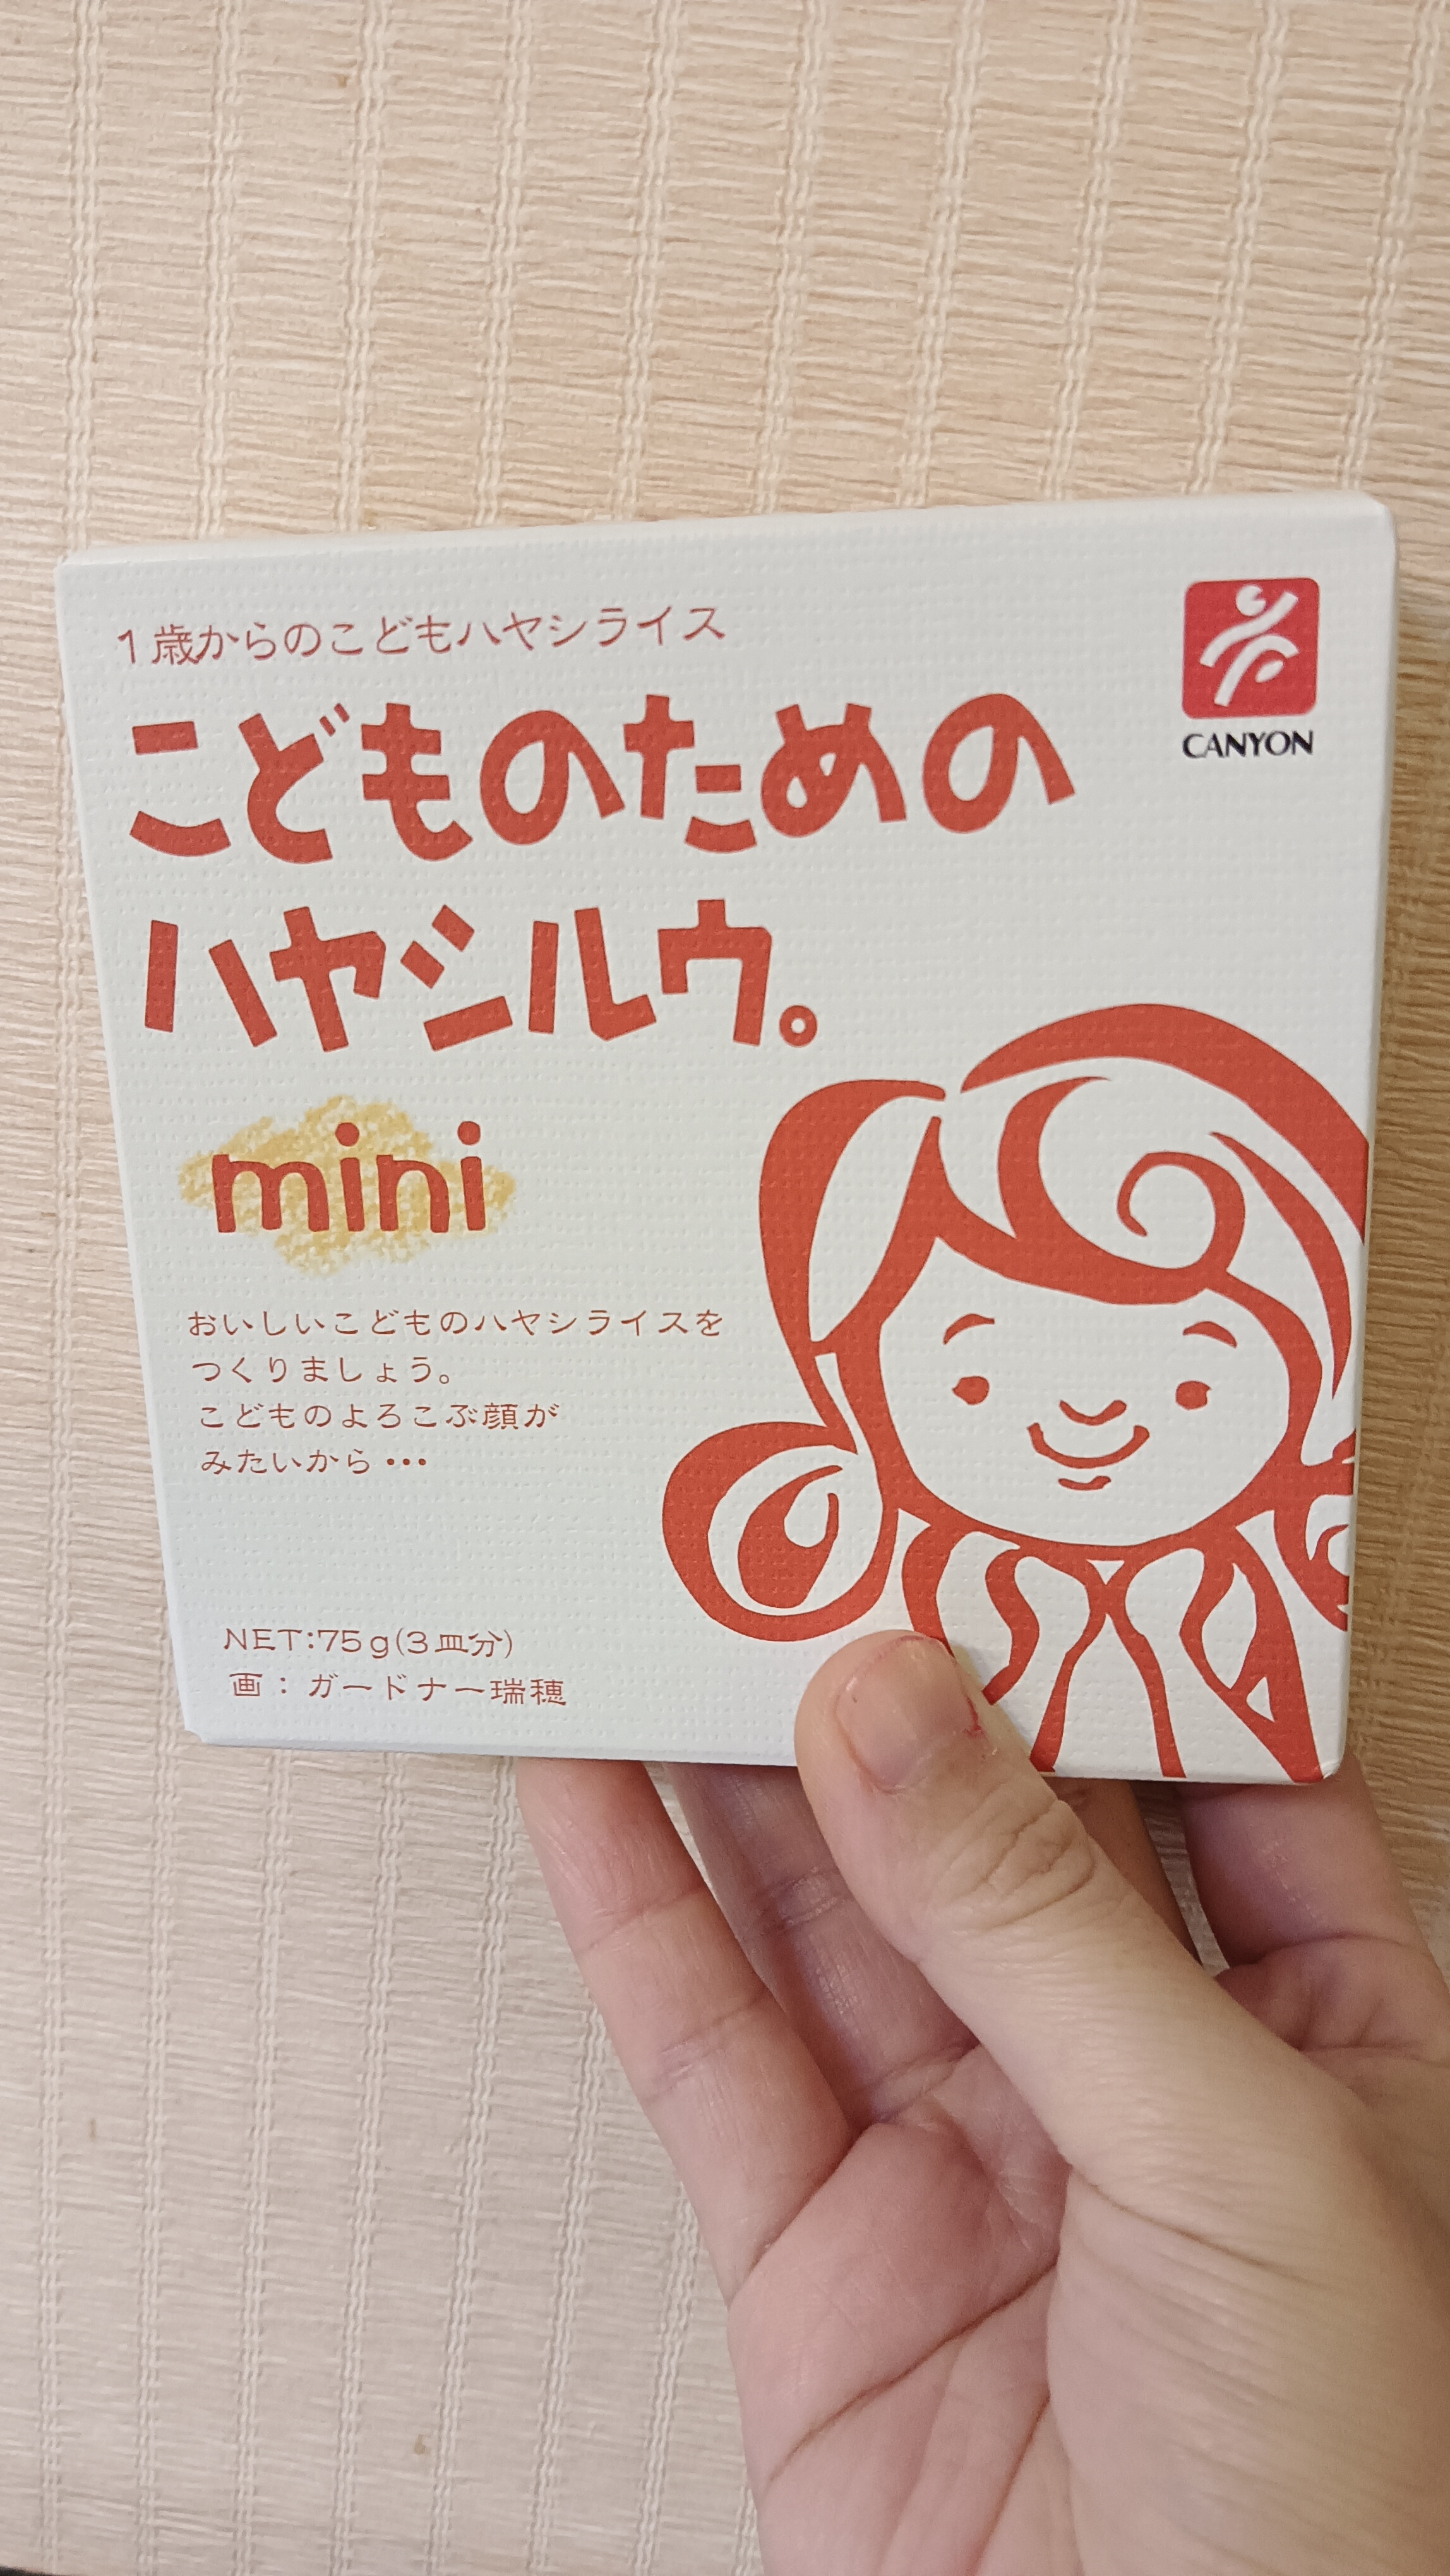 1歳からのこどもハヤシライス
CANYON
こどものための
ハヤシルウ。
mini
おいしいこどものハヤシライスを
つくりましょう。
こどものよろこぶ顔が
みたいから・・・
NET:75g(3皿分)
画：ガードナー瑞穂